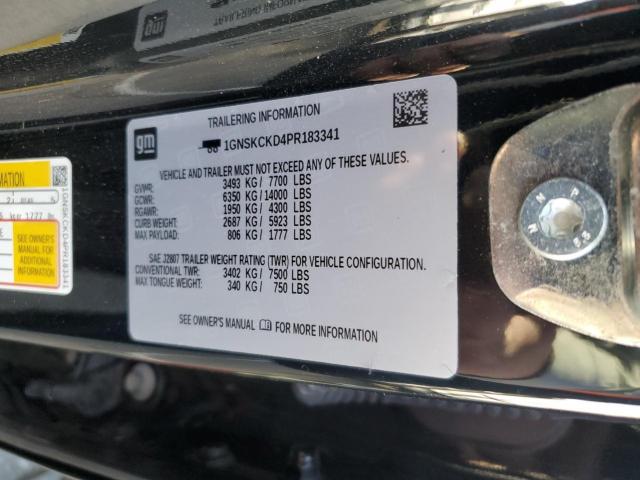 TRAILERING INFORMATION
gm
1GNSKCKD4PR183341
VEHICLE AND TRAILER MUST NOT EXCEED ANY OF THESE VALUES.
GVWR: 3493 KG / 7700 LBS
GCWR: 6350 KG / 14000 LBS
RGAWR: 1950 KG / 4300 LBS
CURB WEIGHT: 2687 KG / 5923 LBS
MAX PAYLOAD: 806 KG / 1777 LBS
SAE J2807 TRAILER WEIGHT RATING (TWR) FOR VEHICLE CONFIGURATION.
CONVENTIONAL TWR: 3402 KG / 7500 LBS
MAX TONGUE WEIGHT: 340 KG / 750 LBS
SEE OWNER'S MANUAL FOR MORE INFORMATION
MATION
1777
SEE OWNER'S
MANUAL FOR
ADDITIONAL
INFORMATION
1GNSKCKD4PR183341